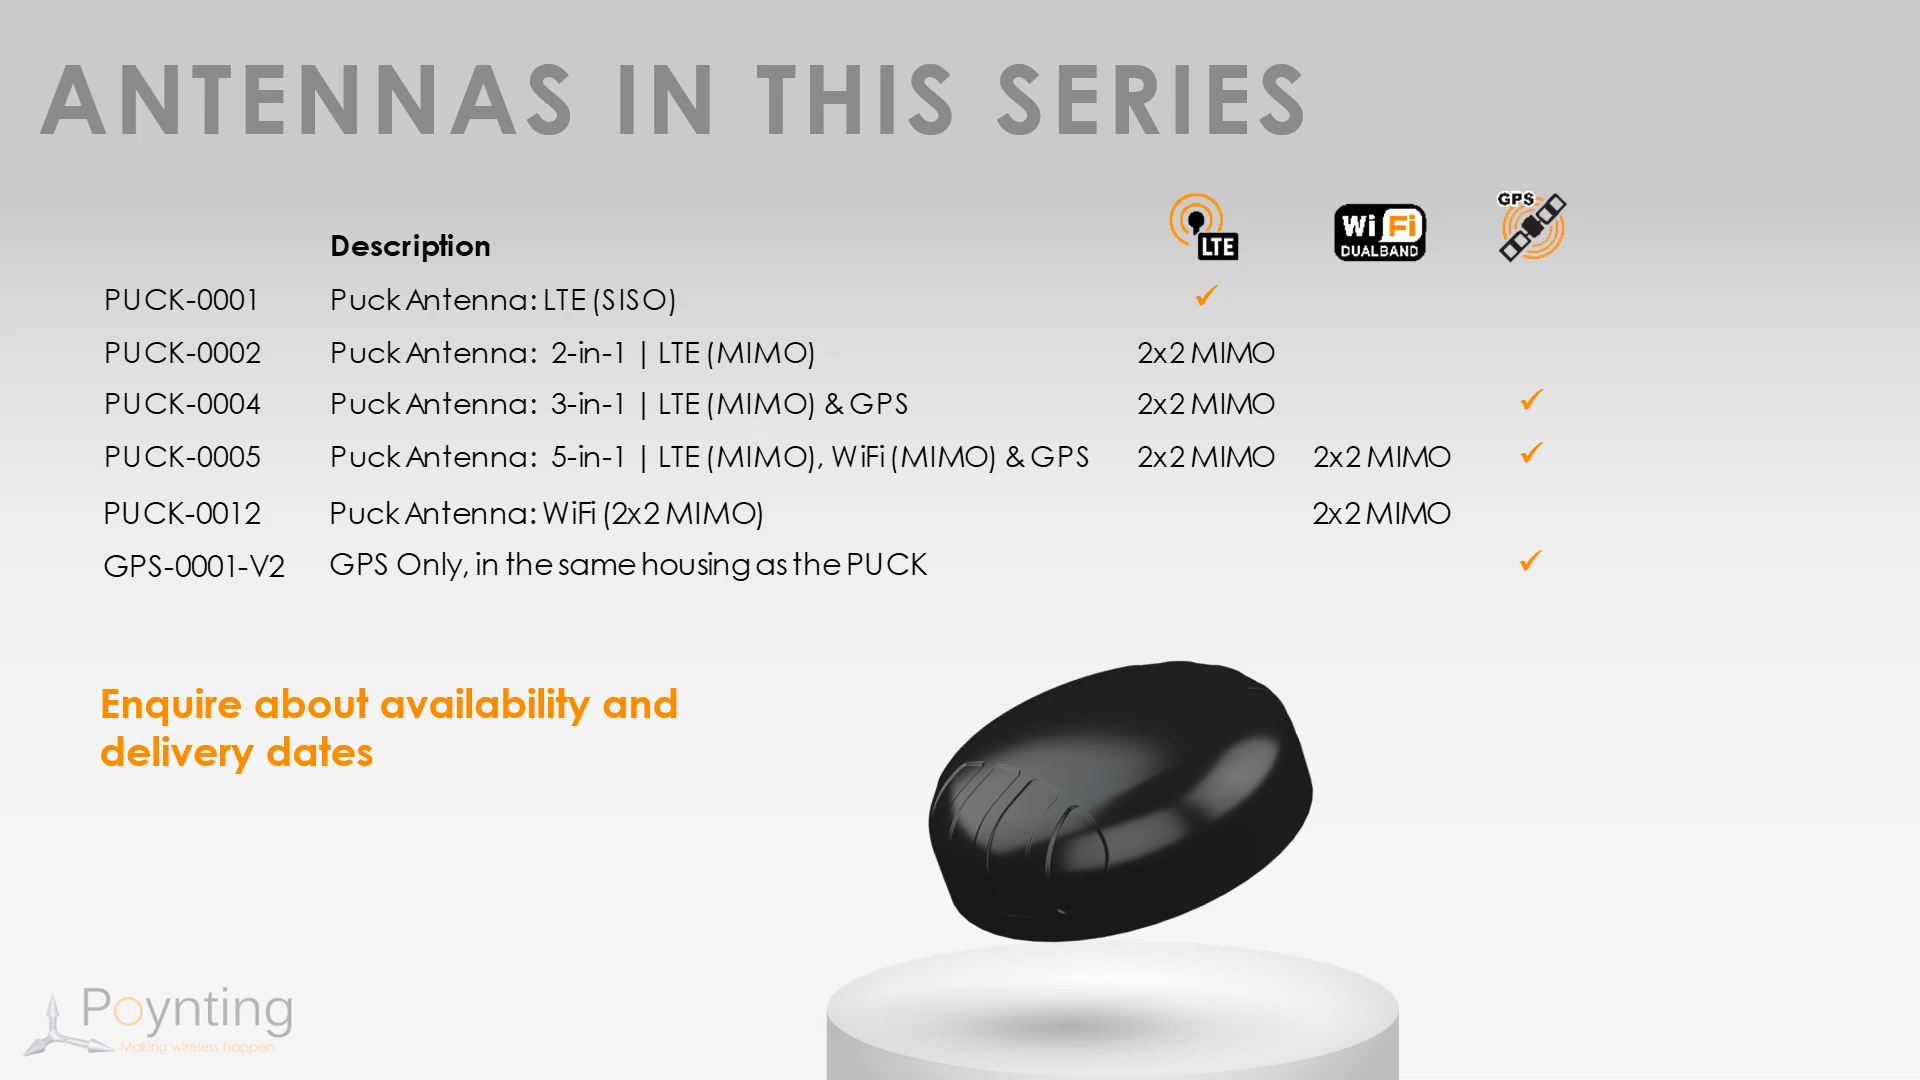 ANTENNAS IN THIS SERIES
GPS
LTE
Wi Fi
DUALBAND
Description
PUCK-0001 Puck Antenna: LTE (SISO) ✓
PUCK-0002 Puck Antenna: 2-in-1 | LTE (MIMO) 2x2 MIMO
PUCK-0004 Puck Antenna: 3-in-1 | LTE (MIMO) & GPS 2x2 MIMO ✓
PUCK-0005 Puck Antenna: 5-in-1 | LTE (MIMO), WiFi (MIMO) & GPS 2x2 MIMO 2x2 MIMO ✓
PUCK-0012 Puck Antenna: WiFi (2x2 MIMO) 2x2 MIMO
GPS-0001-V2 GPS Only, in the same housing as the PUCK ✓
Enquire about availability and
delivery dates
Poynting
Making wireless happen